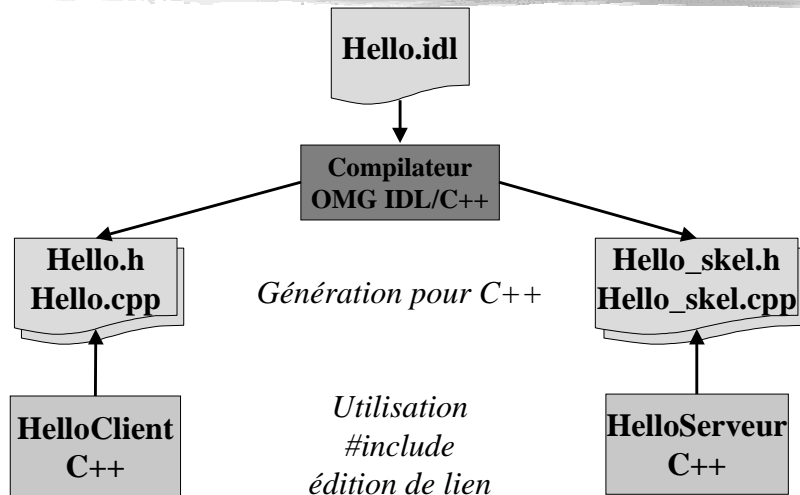 Hello.idl
Compilateur
OMG IDL/C++
Hello.h
Hello.cpp
Génération pour C++
Hello_skel.h
Hello_skel.cpp
HelloClient
C++
Utilisation
#include
édition de lien
HelloServeur
C++